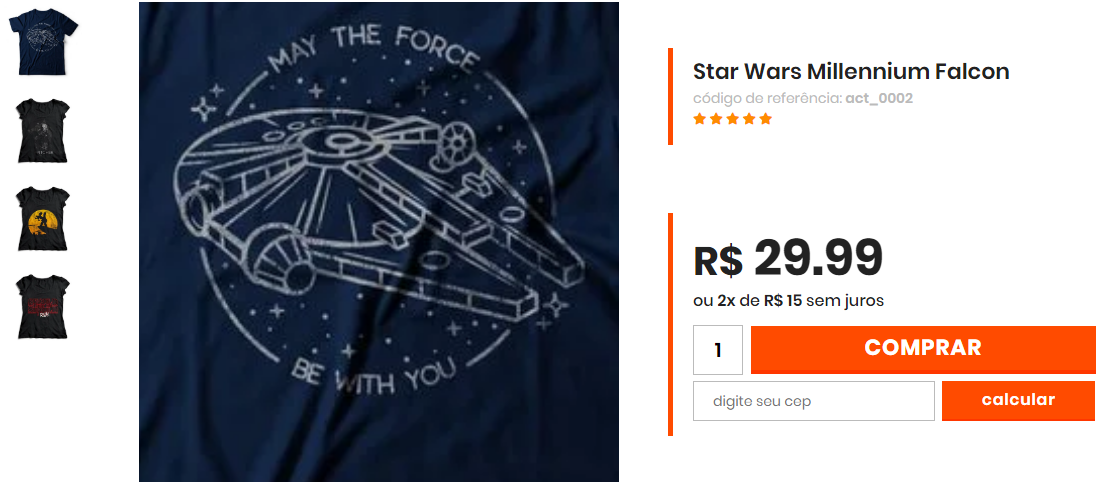 MAY THE FORCE
BE WITH YOU
Star Wars Millennium Falcon
código de referência: act_0002
R$ 29.99
ou 2x de R$ 15 sem juros
1
COMPRAR
digite seu cep
calcular